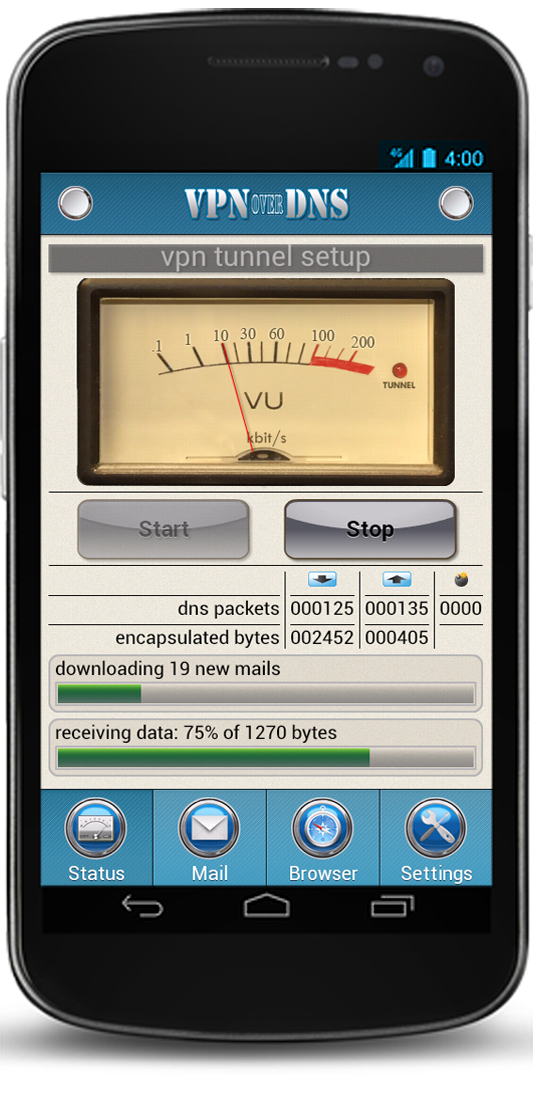 4G 4:00
VPN OVER DNS
vpn tunnel setup
.1 1 10 30 60 100 200
TUNNEL
VU
kbit/s
Start Stop
dns packets 000125 000135 0000
encapsulated bytes 002452 000405
downloading 19 new mails
receiving data: 75% of 1270 bytes
Status Mail Browser Settings